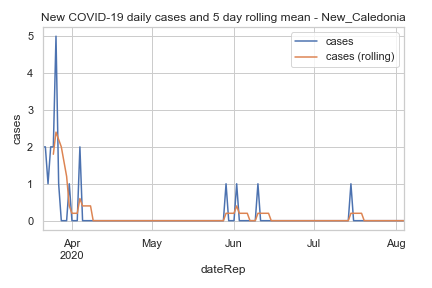 New COVID-19 daily cases and 5 day rolling mean - New_Caledonia
cases
cases (rolling)
5
4
3
2
1
0
cases
Apr
2020
May
Jun
Jul
Aug
dateRep